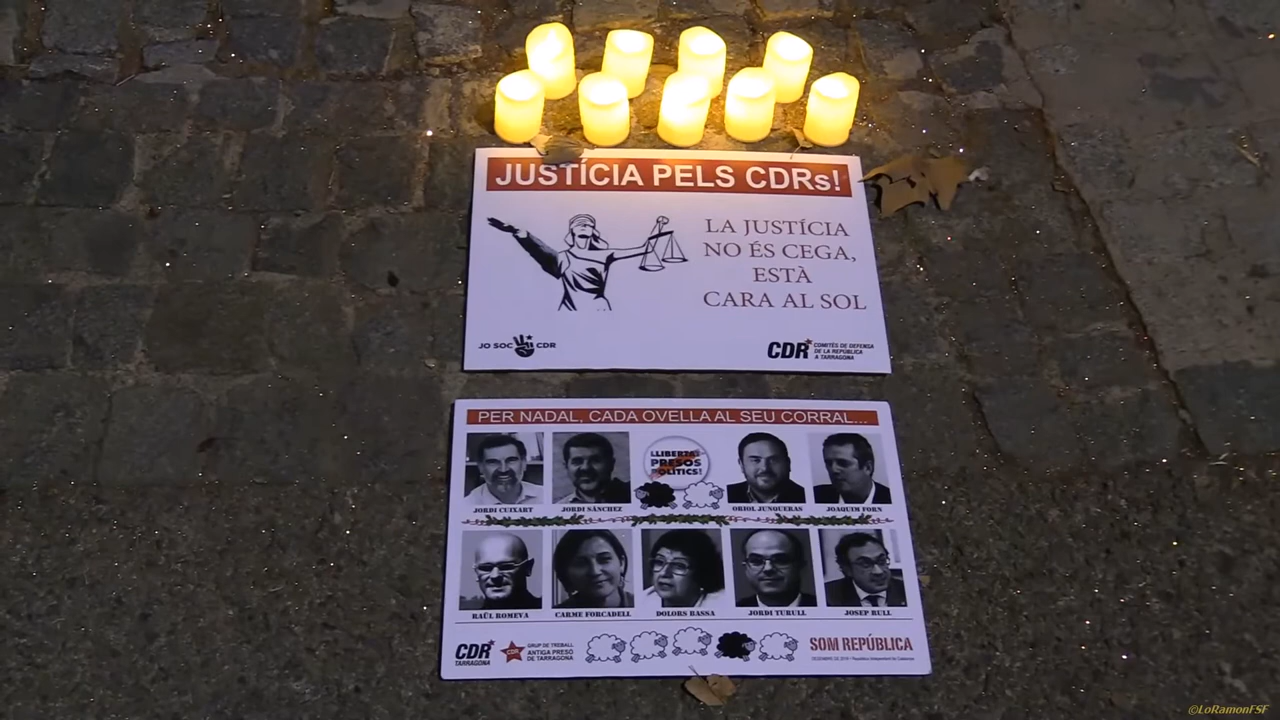 JUSTÍCIA PELS CDRs!
LA JUSTÍCIA
NO ÉS CEGA,
ESTÀ
CARA AL SOL
JO SOC CDR
CDR COMITÈS DE DEFENSA
DE LA REPÚBLICA
A TARRAGONA
PER NADAL, CADA OVELLA AL SEU CORRAL...
LLIBERTAT
PRESOS
POLÍTICS!
JORDI CUIXART
JORDI SÀNCHEZ
ORIOL JUNQUERAS
JOAQUIM FORN
RAÜL ROMEVA
CARME FORCADELL
DOLORS BASSA
JORDI TURULL
JOSEP RULL
CDR
TARRAGONA
CDR
GRUP DE TREBALL
ANTIGA PRESÓ
DE TARRAGONA
SOM REPÚBLICA
©LoRamonFSF